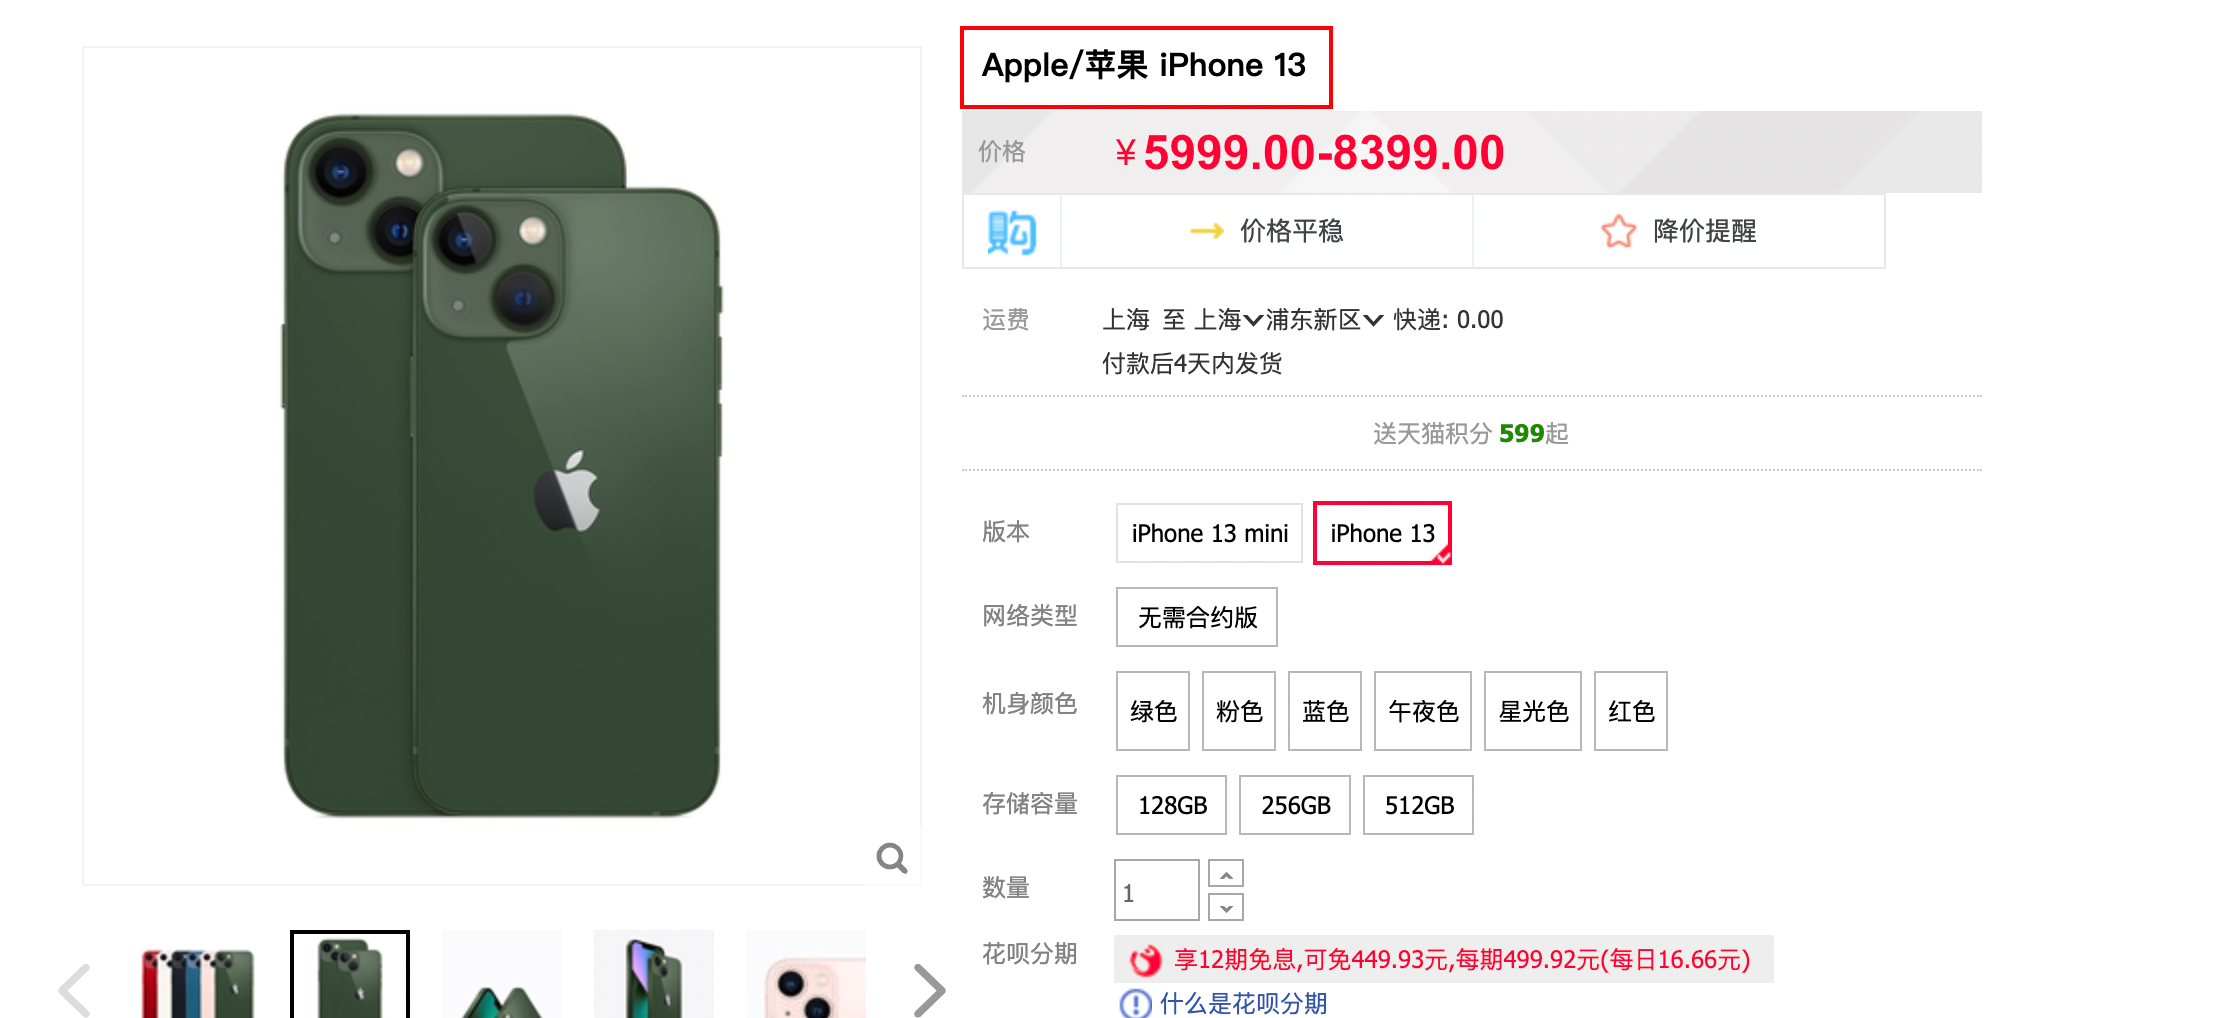 Apple/苹果 iPhone 13
价格 ¥5999.00-8399.00
购 价格平稳 降价提醒
运费 上海 至 上海 浦东新区 快递: 0.00
付款后4天内发货
送天猫积分 599起
版本 iPhone 13 mini iPhone 13
网络类型 无需合约版
机身颜色 绿色 粉色 蓝色 午夜色 星光色 红色
存储容量 128GB 256GB 512GB
数量 1
花呗分期 享12期免息,可免449.93元,每期499.92元(每日16.66元)
什么是花呗分期